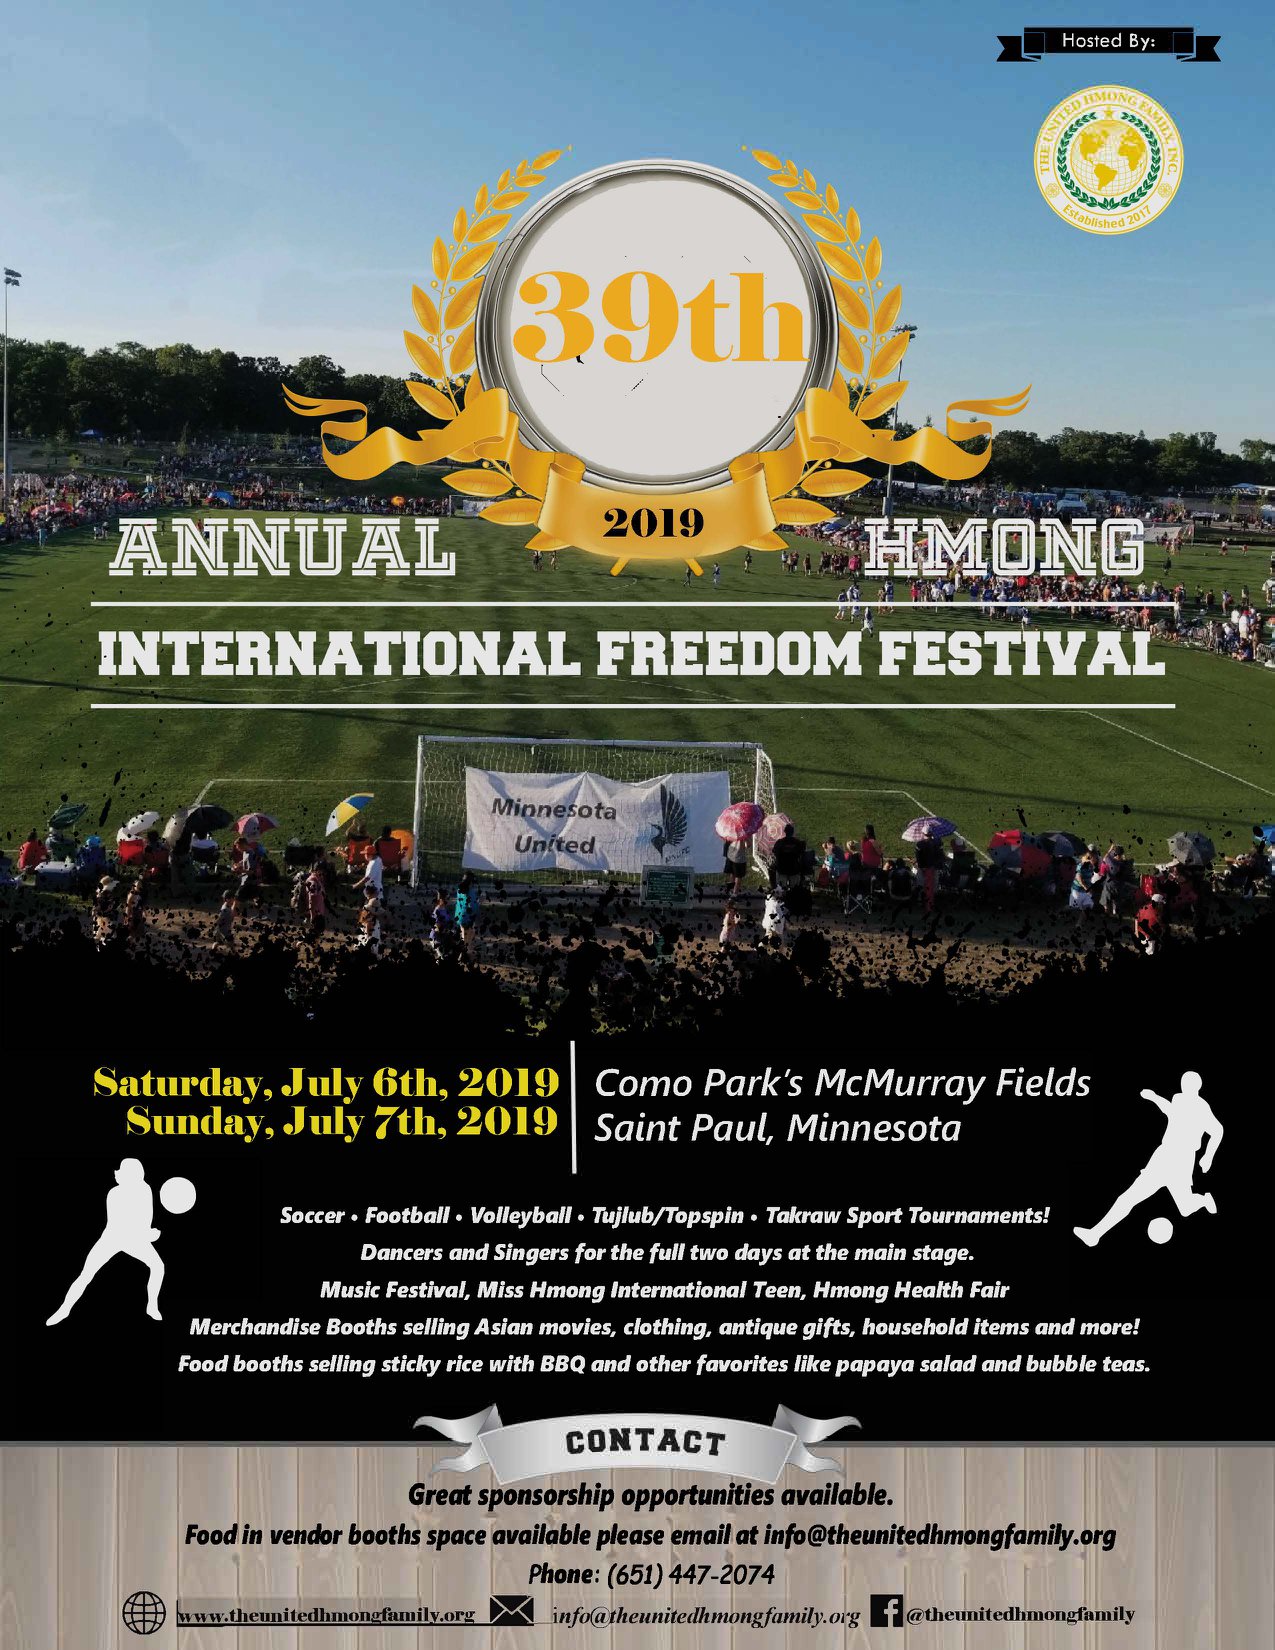 Hosted By:
THE UNITED HMONG FAMILY, INC.
Established 2017
39th
2019
ANNUAL HMONG
INTERNATIONAL FREEDOM FESTIVAL
Minnesota
United
Saturday, July 6th, 2019
Sunday, July 7th, 2019
Como Park's McMurray Fields
Saint Paul, Minnesota
Soccer • Football • Volleyball • Tujlub/Topspin • Takraw Sport Tournaments!
Dancers and Singers for the full two days at the main stage.
Music Festival, Miss Hmong International Teen, Hmong Health Fair
Merchandise Booths selling Asian movies, clothing, antique gifts, household items and more!
Food booths selling sticky rice with BBQ and other favorites like papaya salad and bubble teas.
CONTACT
Great sponsorship opportunities available.
Food in vendor booths space available please email at info@theunitedhmongfamily.org
Phone: (651) 447-2074
www.theunitedhmongfamily.org info@theunitedhmongfamily.org @theunitedhmongfamily